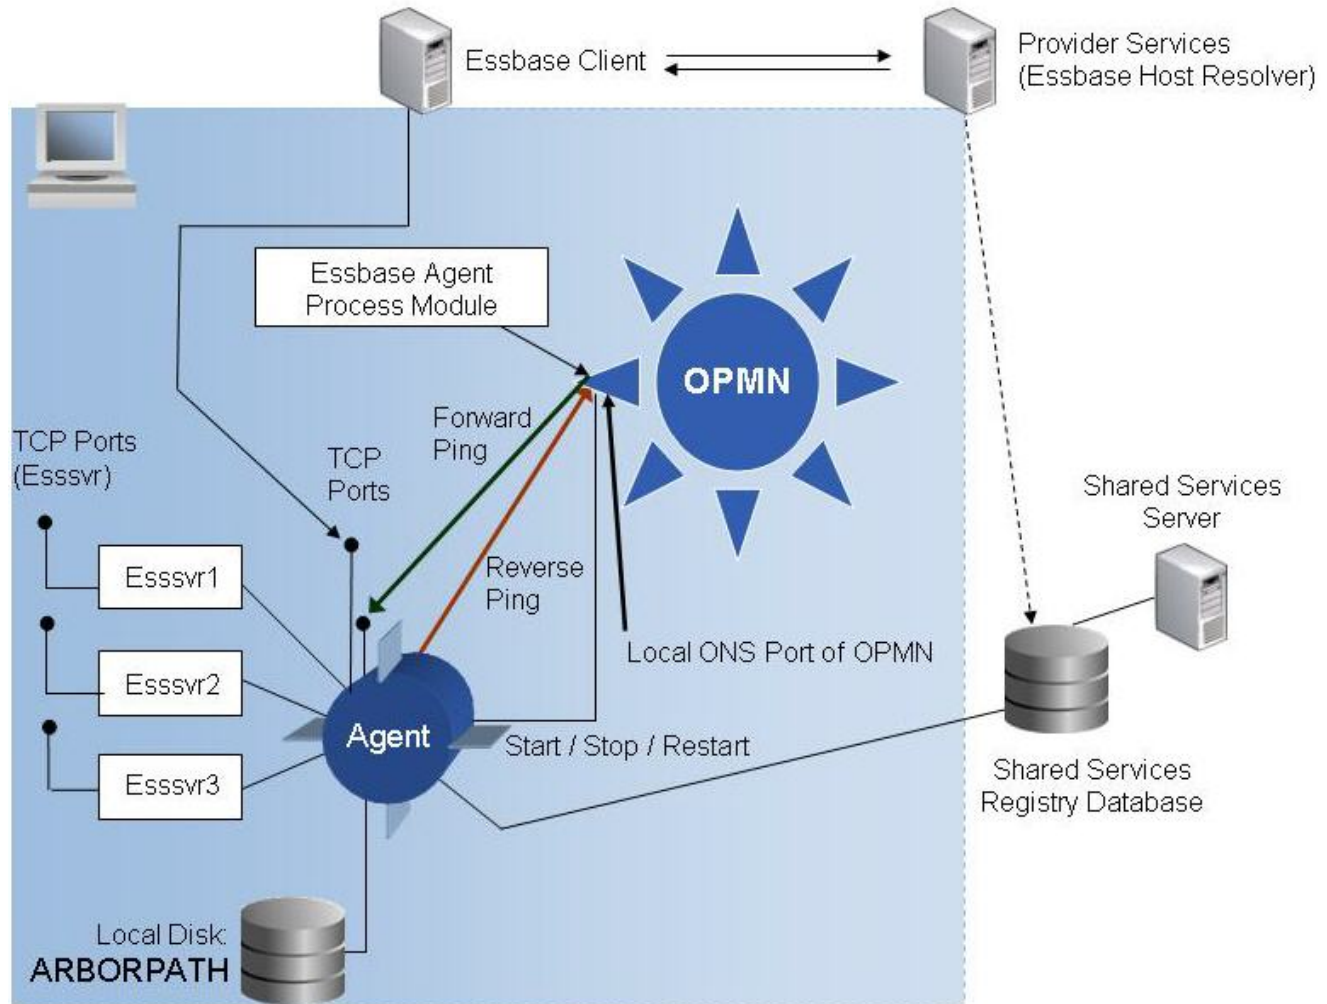 Essbase Client
Provider Services
(Essbase Host Resolver)
Essbase Agent
Process Module
OPMN
Forward
Ping
TCP Ports
(Esssvr)
TCP
Ports
Shared Services
Server
Esssvr1
Reverse
Ping
Esssvr2
Local ONS Port of OPMN
Agent
Start / Stop / Restart
Esssvr3
Shared Services
Registry Database
Local Disk:
ARBORPATH